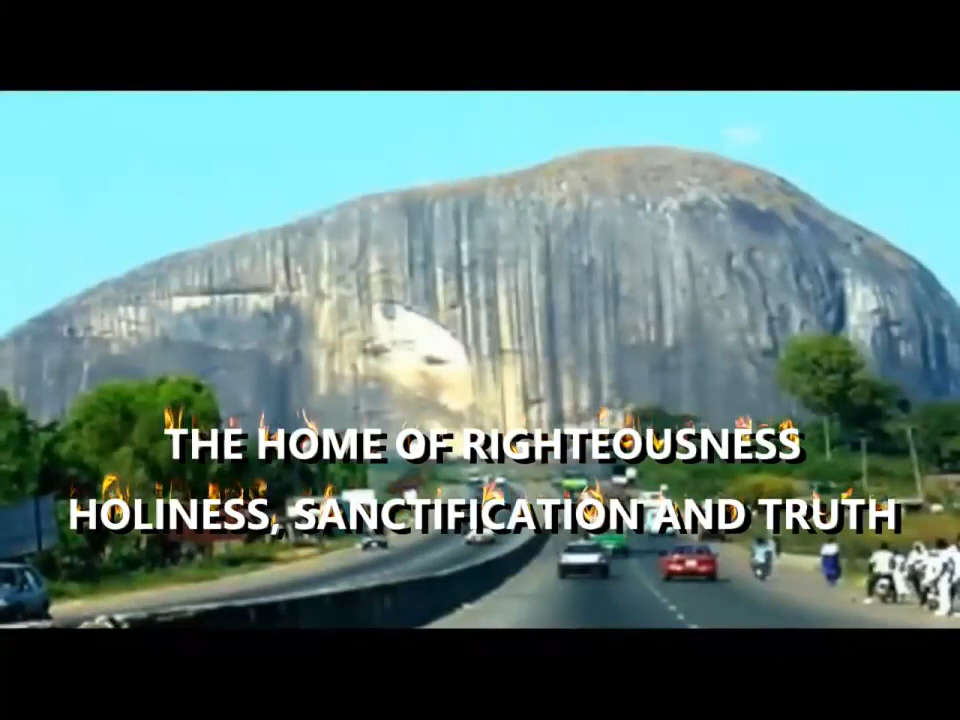 THE HOME OF RIGHTEOUSNESS
HOLINESS, SANCTIFICATION AND TRUTH